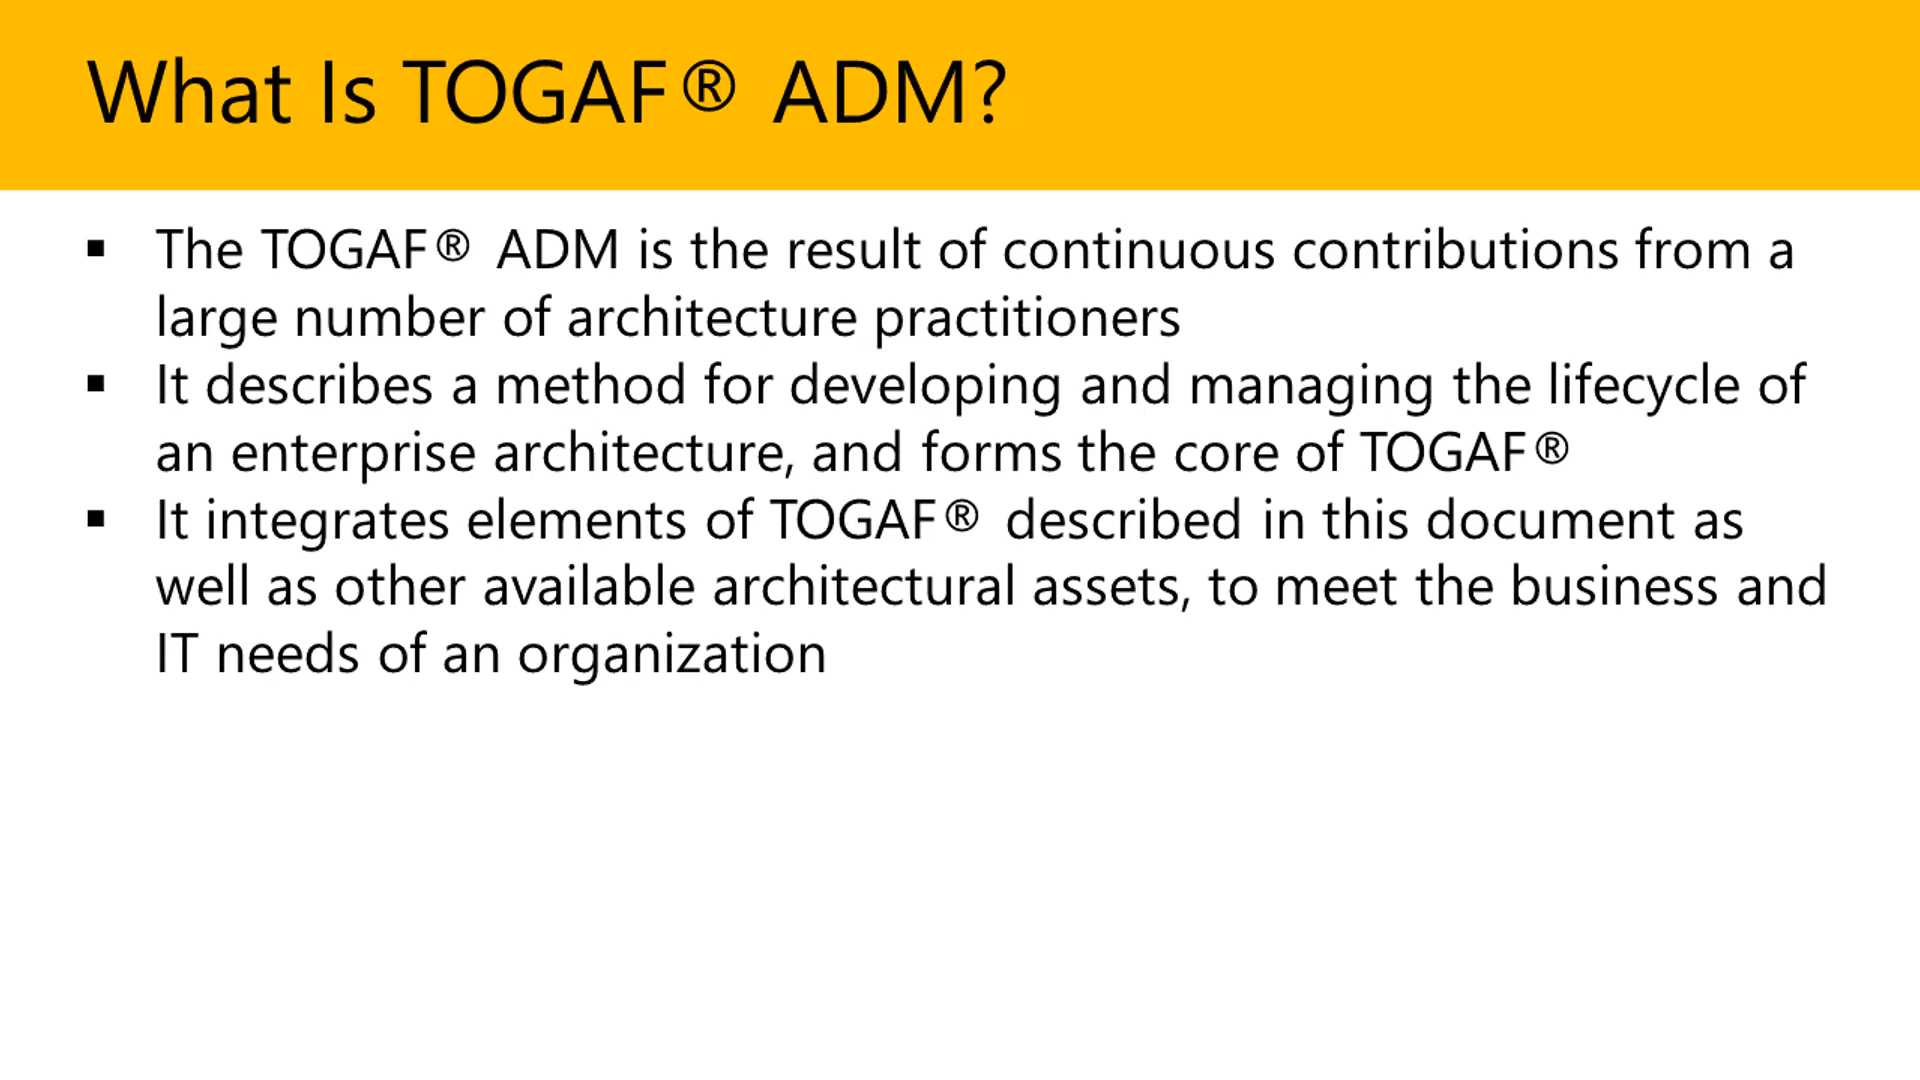 What Is TOGAF® ADM?
▪ The TOGAF® ADM is the result of continuous contributions from a
large number of architecture practitioners
▪ It describes a method for developing and managing the lifecycle of
an enterprise architecture, and forms the core of TOGAF®
▪ It integrates elements of TOGAF® described in this document as
well as other available architectural assets, to meet the business and
IT needs of an organization